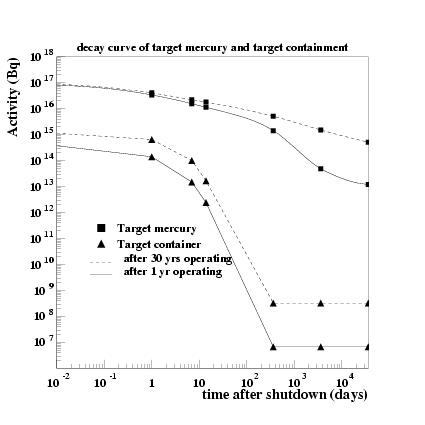 decay curve of target mercury and target containment
Activity (Bq)
10 18
10 17
10 16
10 15
10 14
10 13
10 12
10 11
10 10
10 9
10 8
10 7
Target mercury
Target container
after 30 yrs operating
after 1 yr operating
10 -2 10 -1 1 10 10 2 10 3 10 4
time after shutdown (days)